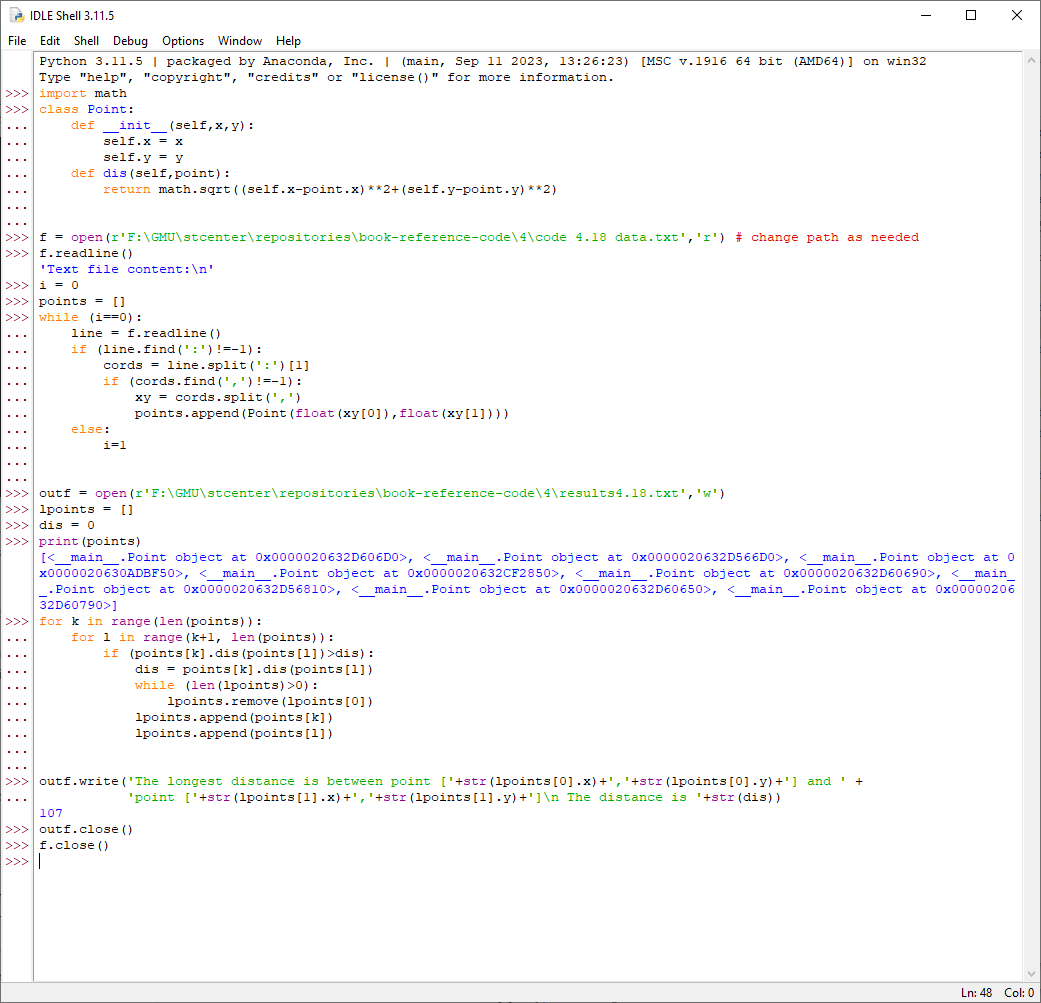 IDLE Shell 3.11.5
File Edit Shell Debug Options Window Help
Python 3.11.5 | packaged by Anaconda, Inc. | (main, Sep 11 2023, 13:26:23) [MSC v.1916 64 bit (AMD64)] on win32
Type "help", "copyright", "credits" or "license()" for more information.
>>> import math
>>> class Point:
...     def __init__(self,x,y):
...         self.x = x
...         self.y = y
...     def dis(self,point):
...         return math.sqrt((self.x-point.x)**2+(self.y-point.y)**2)
...
...
>>> f = open(r'F:\GMU\stcenter\repositories\book-reference-code\4\code 4.18 data.txt','r') # change path as needed
>>> f.readline()
'Text file content:\n'
>>> i = 0
>>> points = []
>>> while (i==0):
...     line = f.readline()
...     if (line.find(':')!=-1):
...         cords = line.split(':')[1]
...         if (cords.find(',')!=-1):
...             xy = cords.split(',')
...             points.append(Point(float(xy[0]),float(xy[1])))
...     else:
...         i=1
...
...
>>> outf = open(r'F:\GMU\stcenter\repositories\book-reference-code\4\results4.18.txt','w')
>>> lpoints = []
>>> dis = 0
>>> print(points)
[<__main__.Point object at 0x0000020632D606D0>, <__main__.Point object at 0x0000020632D566D0>, <__main__.Point object at 0
x0000020630ADBF50>, <__main__.Point object at 0x0000020632CF2850>, <__main__.Point object at 0x0000020632D60690>, <__main_
_.Point object at 0x0000020632D56810>, <__main__.Point object at 0x0000020632D60650>, <__main__.Point object at 0x00000206
32D60790>]
>>> for k in range(len(points)):
...     for l in range(k+1, len(points)):
...         if (points[k].dis(points[l])>dis):
...             dis = points[k].dis(points[l])
...             while (len(lpoints)>0):
...                 lpoints.remove(lpoints[0])
...             lpoints.append(points[k])
...             lpoints.append(points[l])
...
...
>>> outf.write('The longest distance is between point ['+str(lpoints[0].x)+','+str(lpoints[0].y)+'] and ' +
...            'point ['+str(lpoints[1].x)+','+str(lpoints[1].y)+']\n The distance is '+str(dis))
107
>>> outf.close()
>>> f.close()
>>>
Ln: 48 Col: 0